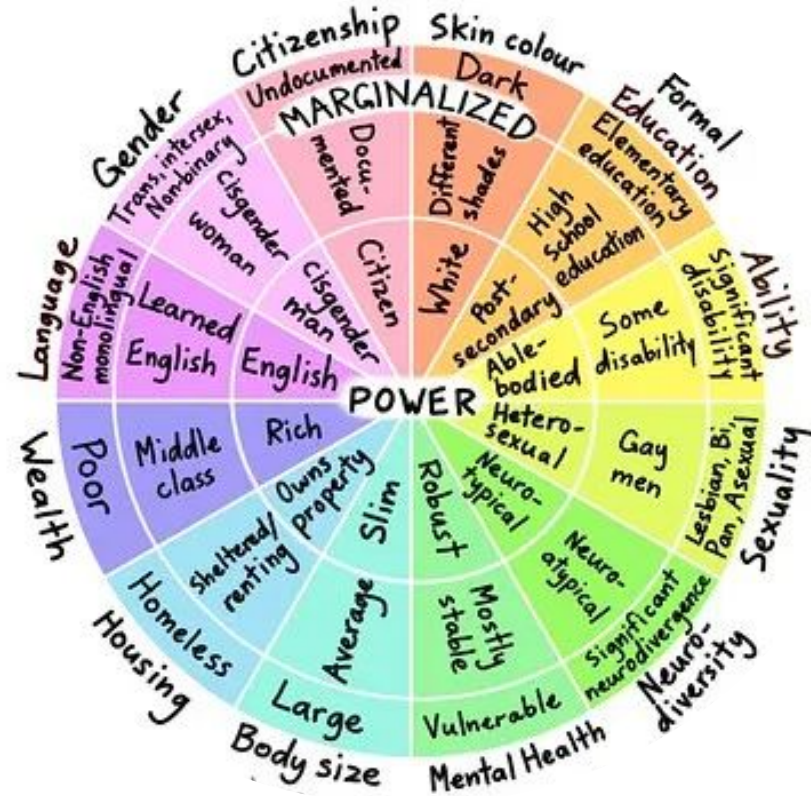 Citizenship
Undocumented
Docu-
mented
Citizen
Skin colour
Dark
Different
shades
White
Formal
Education
Elementary
education
High
school
education
Post-
secondary
Ability
Significant
disability
Some
disability
Able-
bodied
Sexuality
Lesbian, Bi,
Pan, Asexual
Gay
men
Hetero-
sexual
Neuro-
diversity
Significant
neurodivergence
Neuro-
atypical
Neuro-
typical
Mental Health
Vulnerable
Mostly
stable
Robust
Body size
Large
Average
Slim
Housing
Homeless
Sheltered/
renting
Owns
property
Wealth
Poor
Middle
class
Rich
Language
Non-English
monolingual
Learned
English
English
Gender
Trans, intersex,
Non-binary
cisgender
woman
cisgender
man
MARGINALIZED
POWER